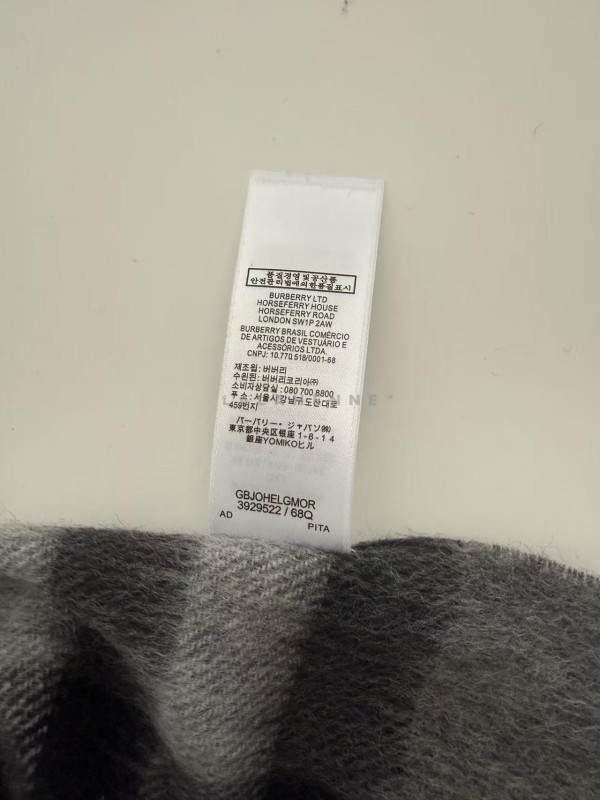 품질경영 및 공산품
안전관리법에의한품질표시
BURBERRY LTD
HORSEFERRY HOUSE
HORSEFERRY ROAD
LONDON SW1P 2AW
BURBERRY BRASIL COMÉRCIO
DE ARTIGOS DE VESTUÁRIO E
ACESSÓRIOS LTDA.
CNPJ: 10.770.518/0001-68
제조원 : 버버리
수원원 : 버버리코리아㈜
소비자상담실 : 080 700 8800
주소 : 서울시강남구도산대로
459번지
バーバリー・ジャパン㈱
東京都中央区銀座1-8-14
銀座YOMIKOビル
GBJOHELGMOR
3929522 / 68Q
AD
PITA